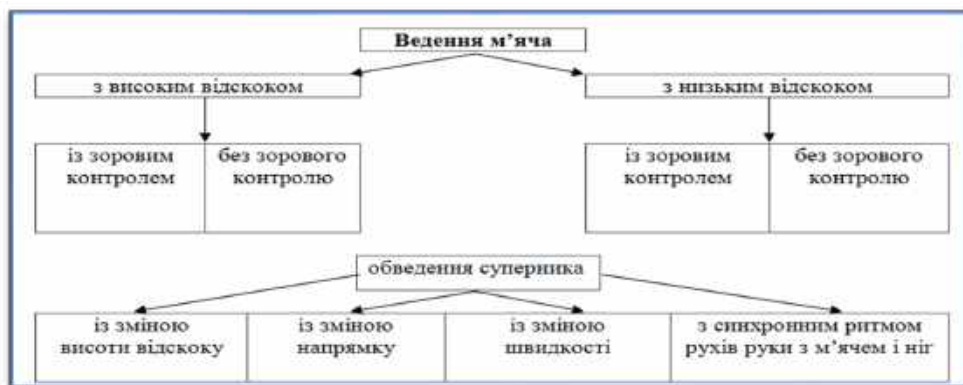 Ведення м’яча
з високим відскоком
з низьким відскоком
із зоровим
контролем
без зорового
контролю
із зоровим
контролем
без зорового
контролю
обведення суперника
із зміною
висоти відскоку
із зміною
напрямку
із зміною
швидкості
з синхронним ритмом
рухів руки з м’ячем і ніг